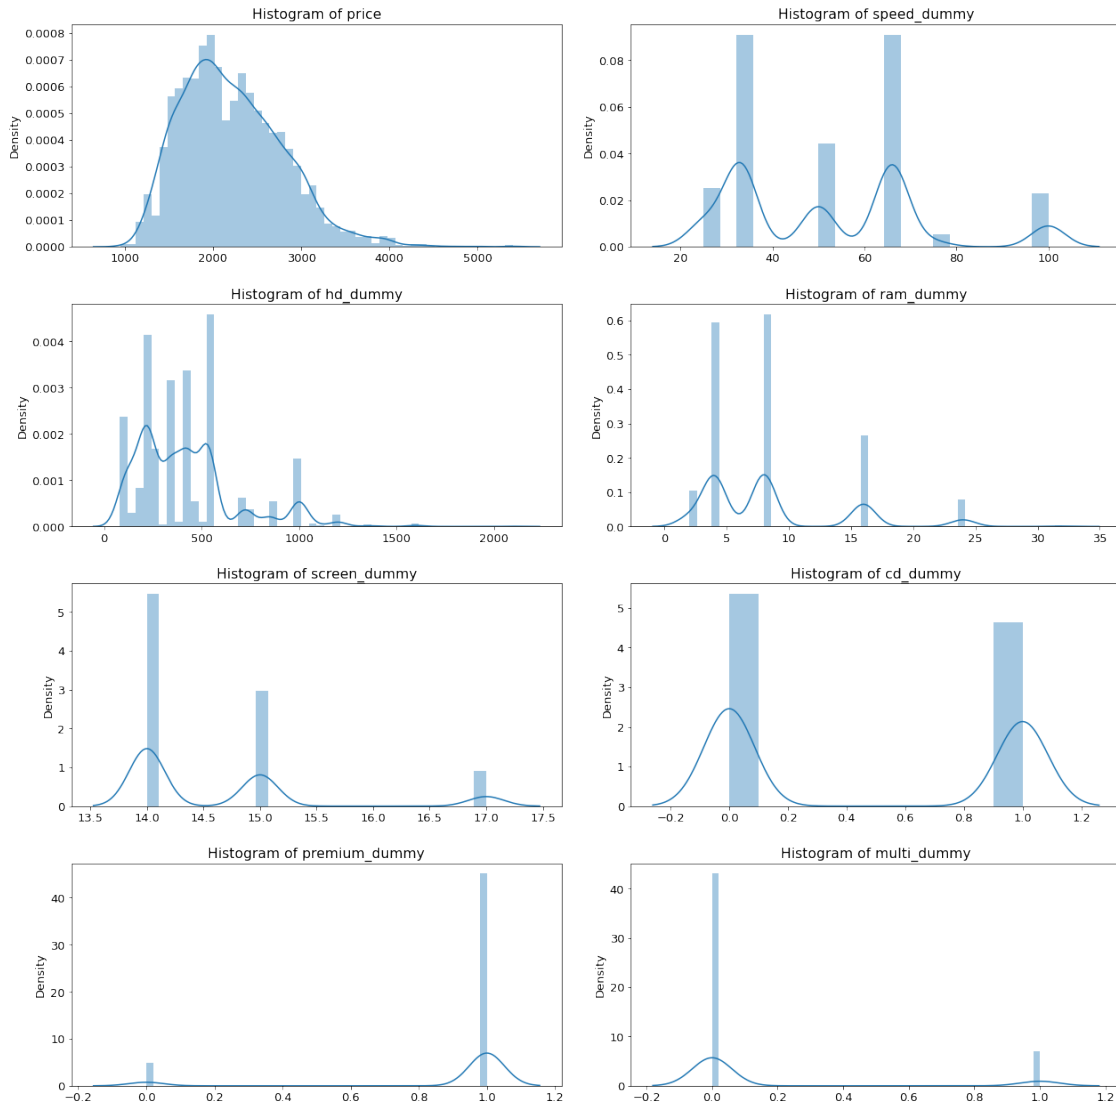 Histogram of price
Density
0.0008
0.0007
0.0006
0.0005
0.0004
0.0003
0.0002
0.0001
0.0000
1000 2000 3000 4000 5000
Histogram of speed_dummy
Density
0.08
0.06
0.04
0.02
0.00
20 40 60 80 100
Histogram of hd_dummy
Density
0.004
0.003
0.002
0.001
0.000
0 500 1000 1500 2000
Histogram of ram_dummy
Density
0.6
0.5
0.4
0.3
0.2
0.1
0.0
0 5 10 15 20 25 30 35
Histogram of screen_dummy
Density
5
4
3
2
1
0
13.5 14.0 14.5 15.0 15.5 16.0 16.5 17.0 17.5
Histogram of cd_dummy
Density
5
4
3
2
1
0
−0.2 0.0 0.2 0.4 0.6 0.8 1.0 1.2
Histogram of premium_dummy
Density
40
30
20
10
0
−0.2 0.0 0.2 0.4 0.6 0.8 1.0 1.2
Histogram of multi_dummy
Density
40
30
20
10
0
−0.2 0.0 0.2 0.4 0.6 0.8 1.0 1.2